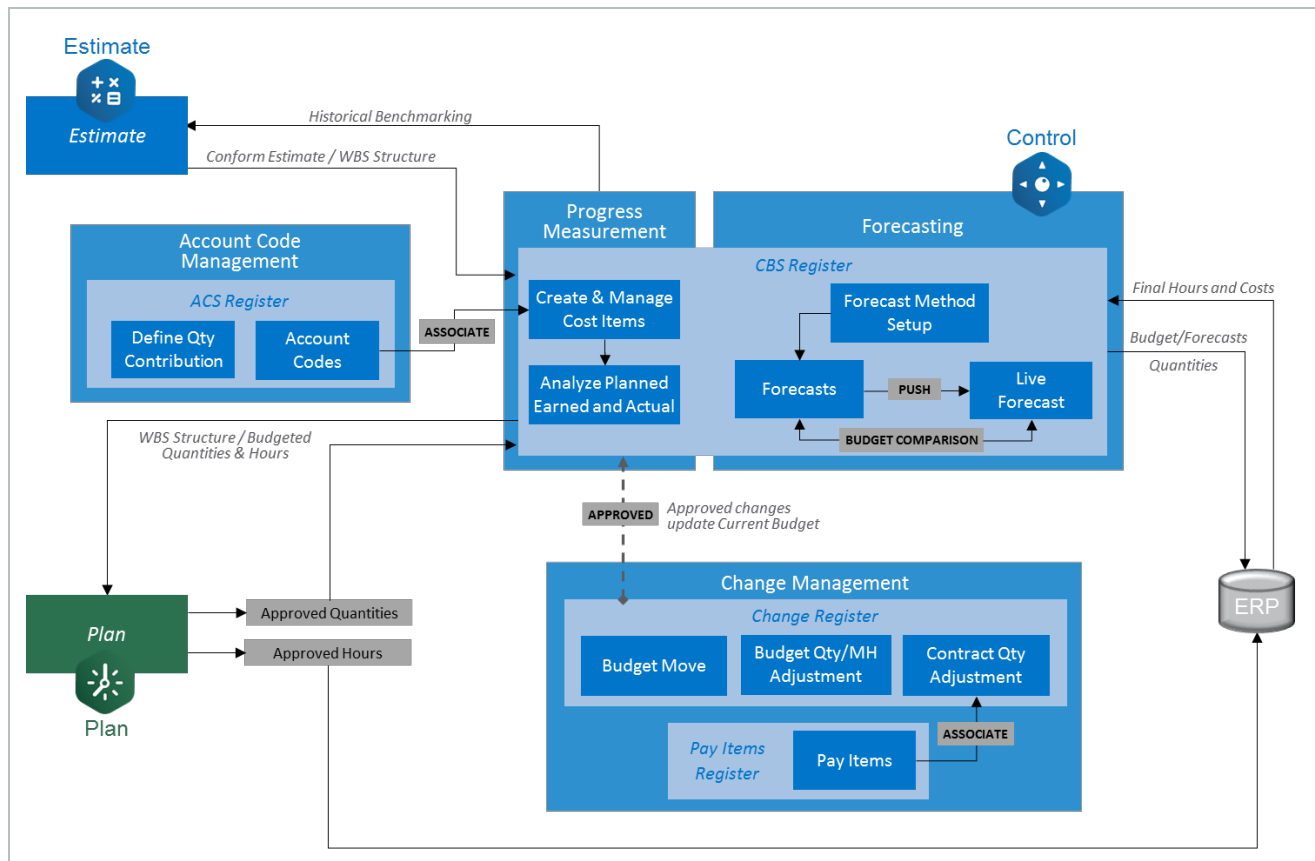 Estimate
Estimate
Historical Benchmarking
Conform Estimate / WBS Structure
Control
Account Code
Management
ACS Register
Define Qty
Contribution
Account
Codes
ASSOCIATE
Progress
Measurement
Forecasting
CBS Register
Create & Manage
Cost Items
Analyze Planned
Earned and Actual
Forecast Method
Setup
Forecasts
PUSH
Live
Forecast
BUDGET COMPARISON
Final Hours and Costs
Budget/Forecasts
Quantities
WBS Structure / Budgeted
Quantities & Hours
APPROVED
Approved changes
update Current Budget
Plan
Plan
Approved Quantities
Approved Hours
Change Management
Change Register
Budget Move
Budget Qty/MH
Adjustment
Contract Qty
Adjustment
ASSOCIATE
Pay Items
Register
Pay Items
ERP